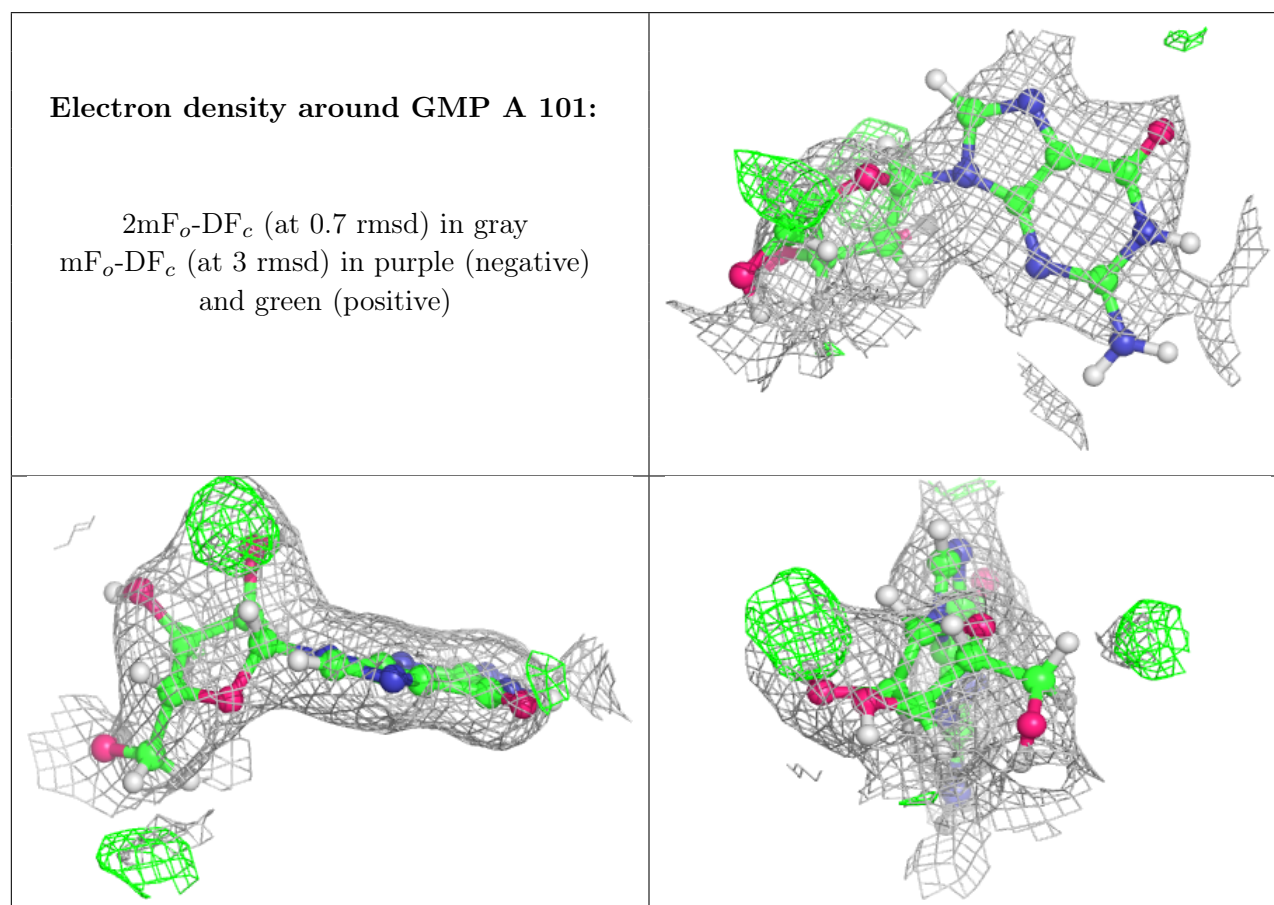 Electron density around GMP A 101:
2mFo-DFc (at 0.7 rmsd) in gray
mFo-DFc (at 3 rmsd) in purple (negative)
and green (positive)